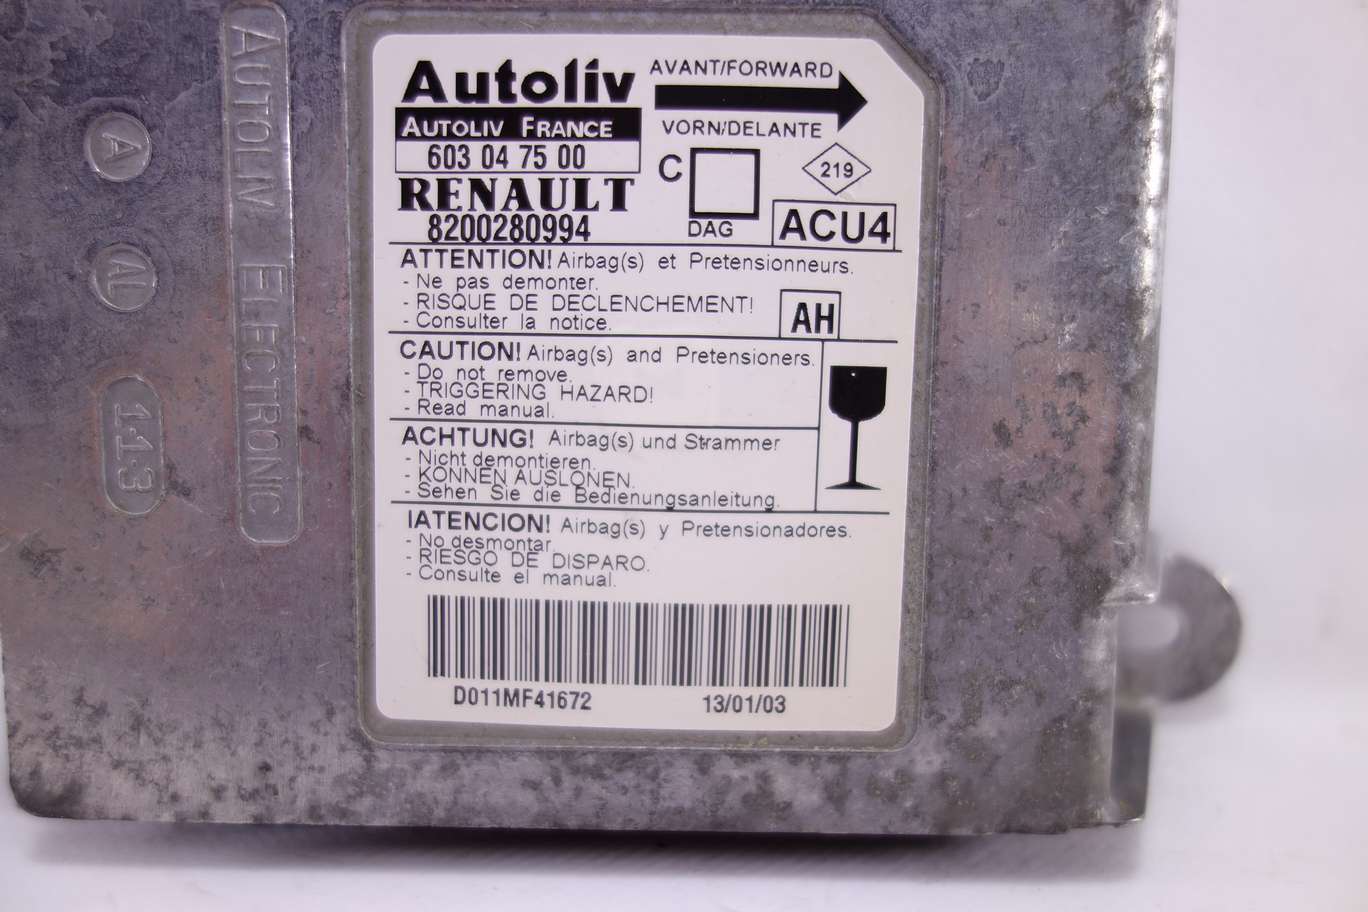 AUTOLIV ELECTRONIC
A
AL
113
Autoliv
AUTOLIV FRANCE
603 04 75 00
RENAULT
8200280994
AVANT/FORWARD
VORN/DELANTE
C
DAG
219
ACU4
ATTENTION! Airbag(s) et Pretensionneurs.
- Ne pas demonter.
- RISQUE DE DECLENCHEMENT!
- Consulter la notice.
AH
CAUTION! Airbag(s) and Pretensioners.
- Do not remove.
- TRIGGERING HAZARD!
- Read manual.
ACHTUNG! Airbag(s) und Strammer
- Nicht demontieren.
- KONNEN AUSLONEN.
- Sehen Sie die Bedienungsanleitung.
IATENCION! Airbag(s) y Pretensionadores.
- No desmontar.
- RIESGO DE DISPARO.
- Consulte el manual.
D011MF41672 13/01/03